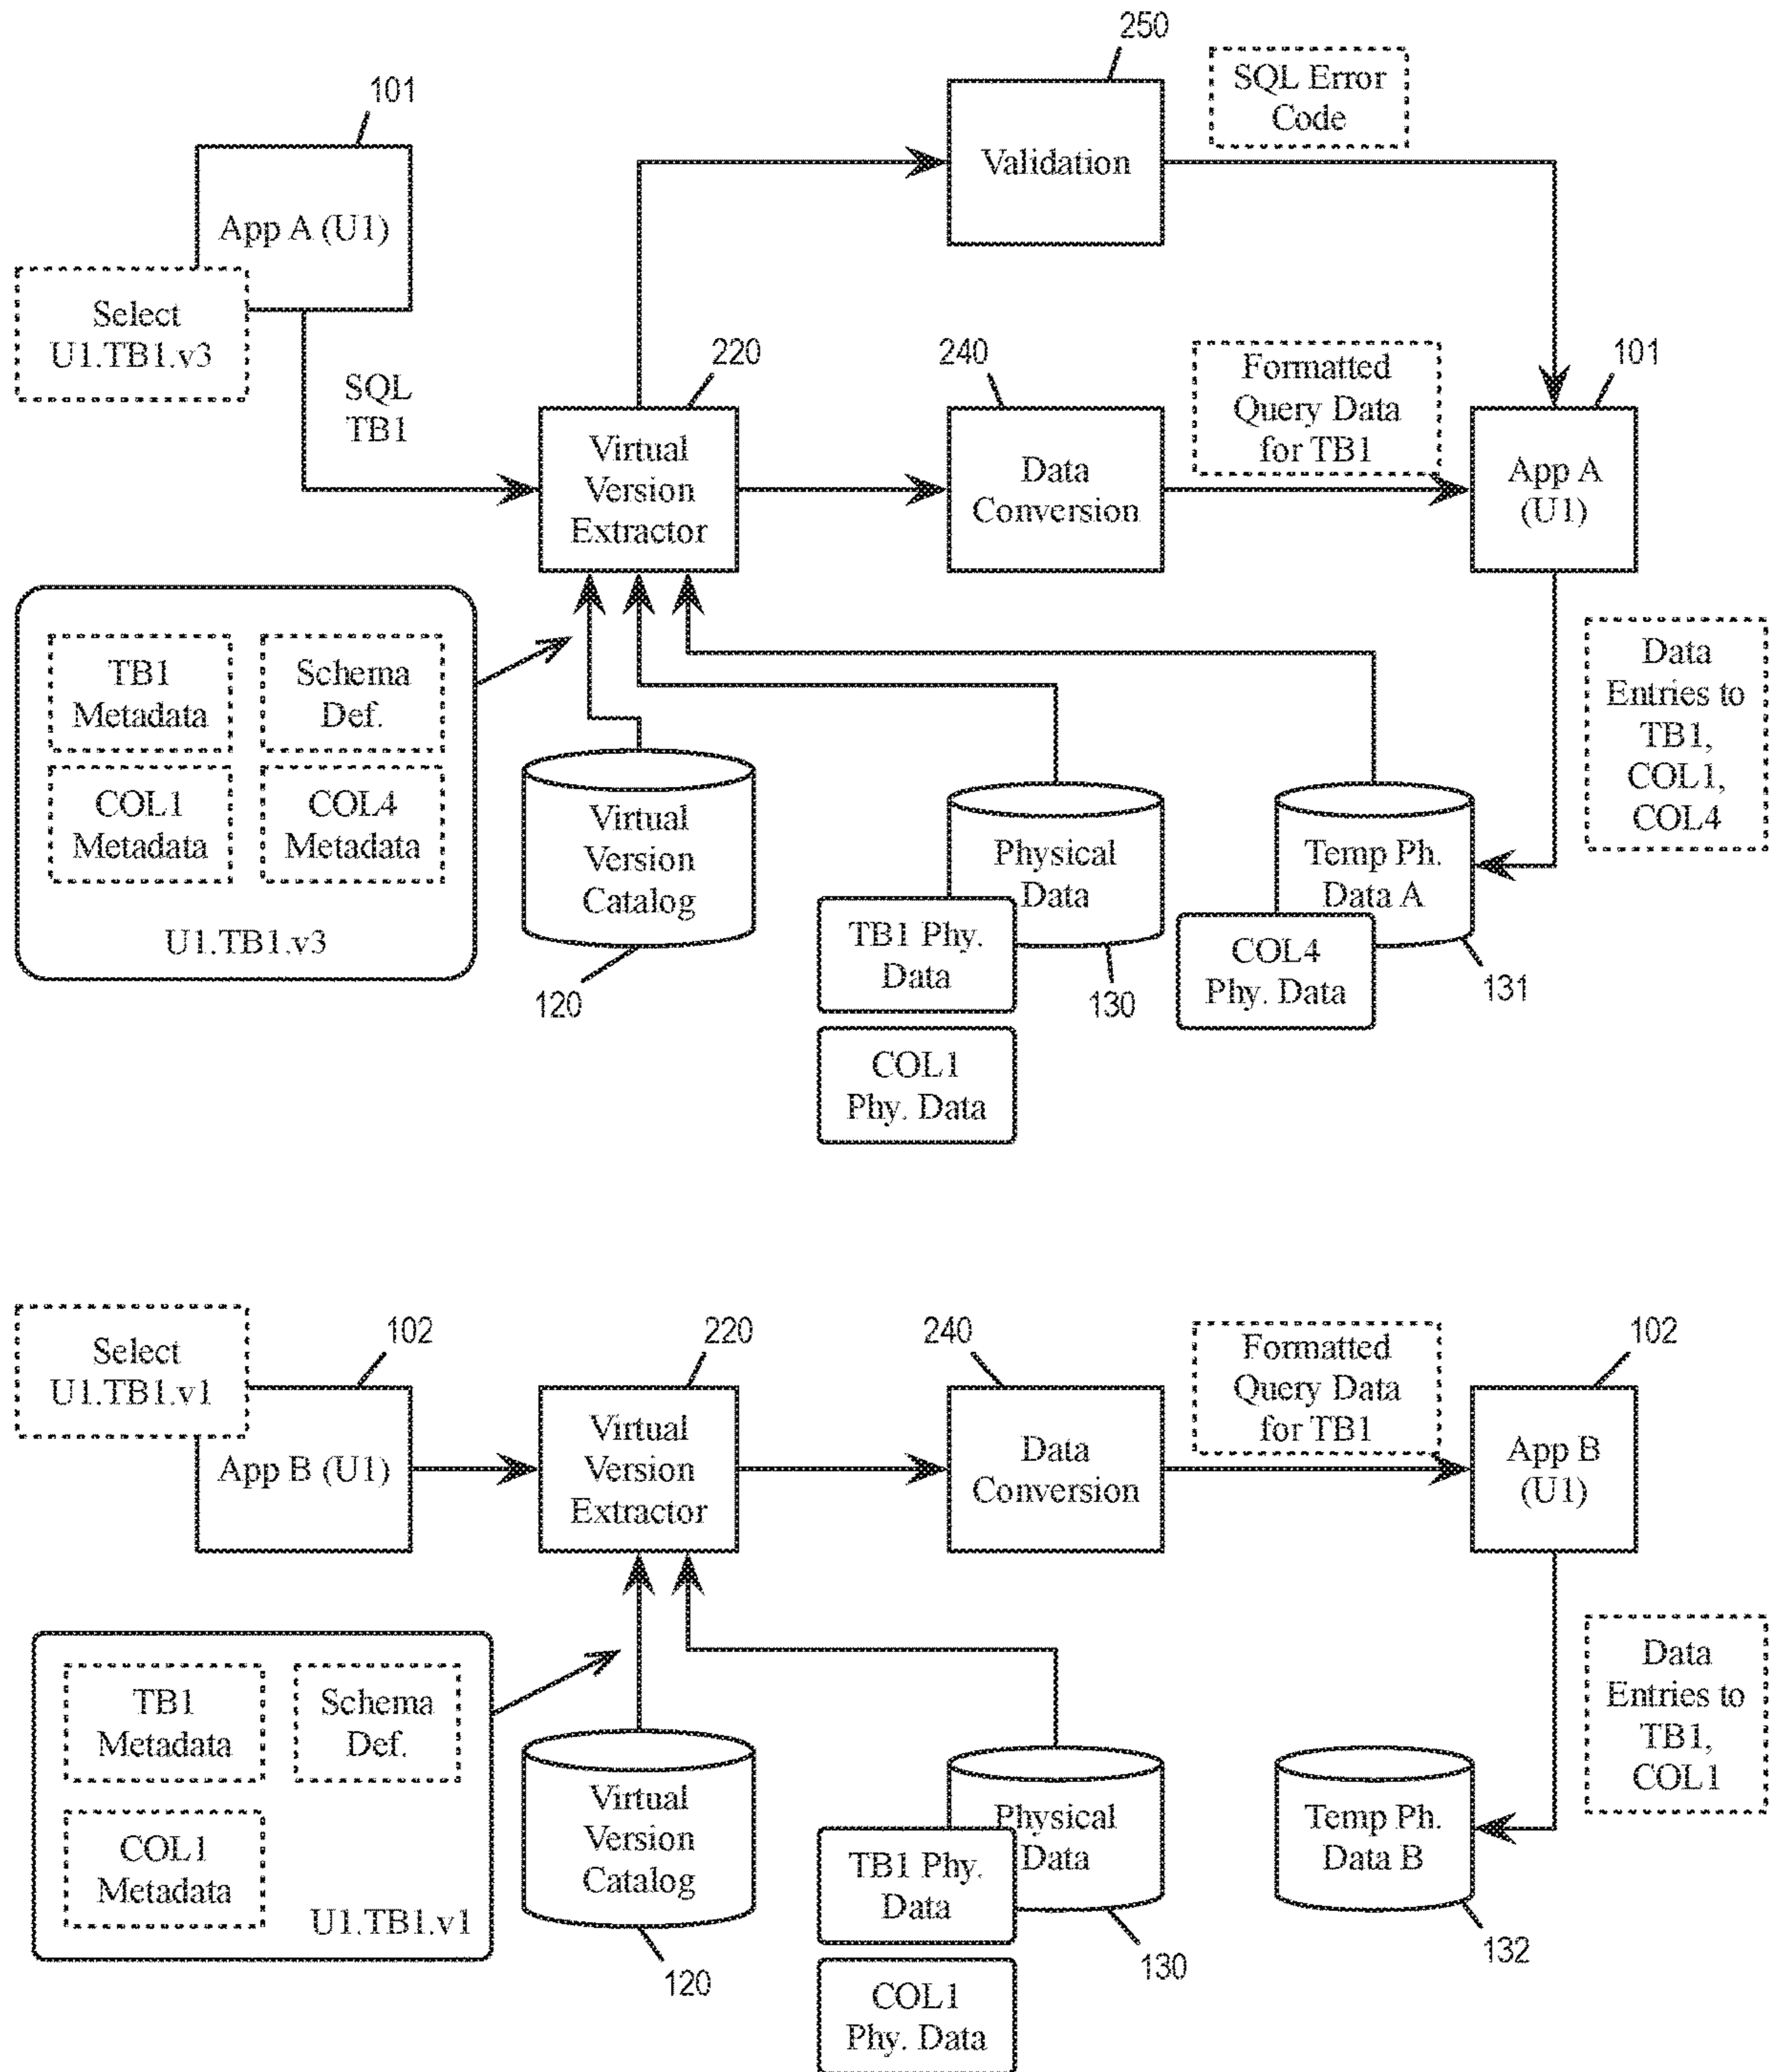 250
SQL Error
Code
101
Validation
App A (U1)
Select
U1.TB1.v3
SQL
TB1
220
240
Formatted
Query Data
for TB1
101
Virtual
Version
Extractor
Data
Conversion
App A
(U1)
TB1
Metadata
Schema
Def.
COL1
Metadata
COL4
Metadata
U1.TB1.v3
Virtual
Version
Catalog
120
Physical
Data
TB1 Phy.
Data
130
COL1
Phy. Data
Temp Ph.
Data A
COL4
Phy. Data
131
Data
Entries to
TB1,
COL1,
COL4
Select
U1.TB1.v1
102
App B (U1)
220
Virtual
Version
Extractor
240
Data
Conversion
Formatted
Query Data
for TB1
102
App B
(U1)
TB1
Metadata
Schema
Def.
COL1
Metadata
U1.TB1.v1
Virtual
Version
Catalog
120
Physical
Data
TB1 Phy.
Data
130
COL1
Phy. Data
Temp Ph.
Data B
132
Data
Entries to
TB1,
COL1